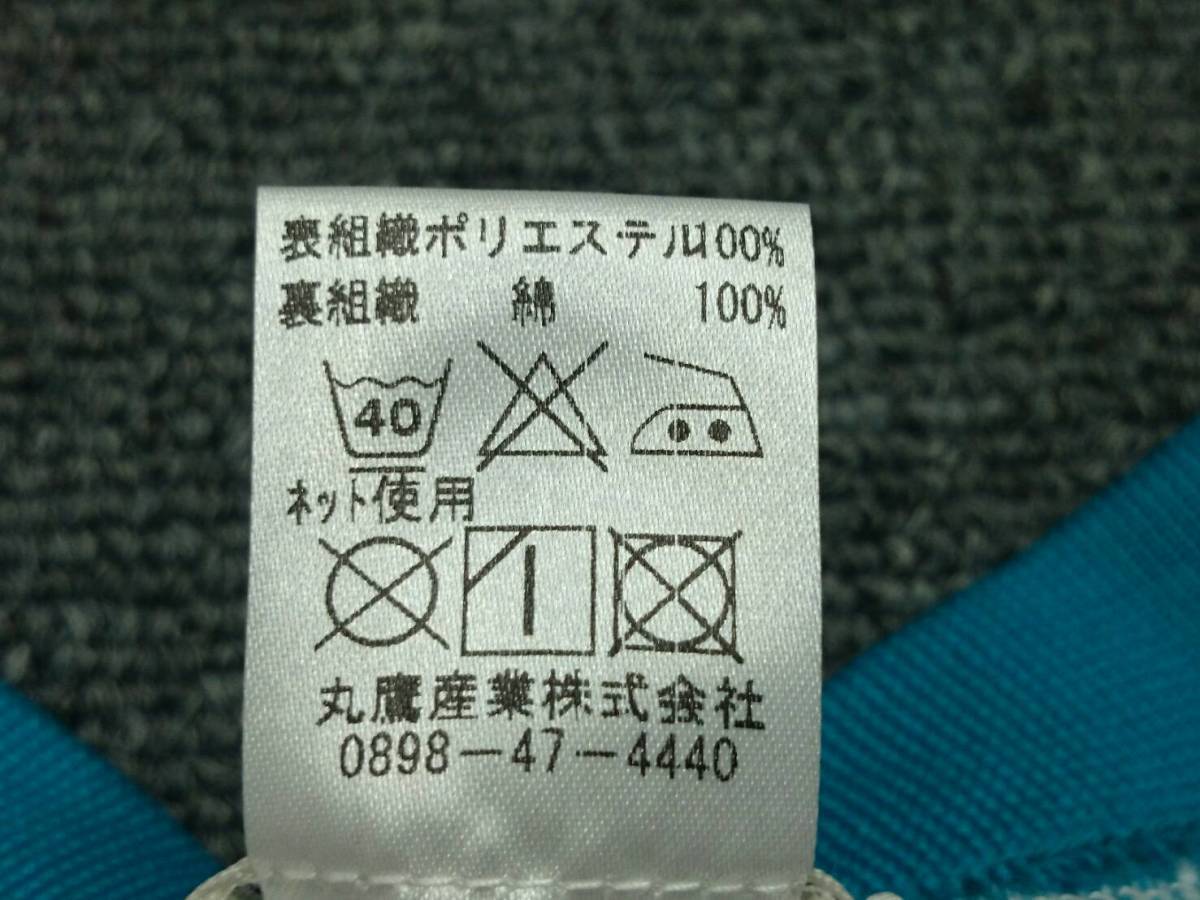 表組織ポリエステル100%
裏組織 綿 100%
40
ネット使用
丸鷹産業株式会社
0898-47-4440